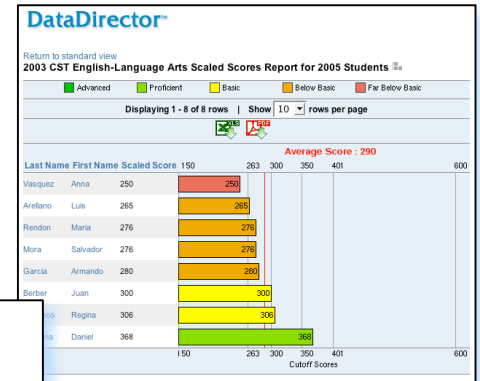 DataDirector™
Return to standard view
2003 CST English-Language Arts Scaled Scores Report for 2005 Students
Advanced Proficient Basic Below Basic Far Below Basic
Displaying 1 - 8 of 8 rows | Show 10 rows per page
Average Score : 290
Last Name First Name Scaled Score 150 263 300 350 401 600
Vasquez Anna 250 250
Arellano Luis 265 265
Rendon Maria 276 276
Mora Salvador 276 276
Garcia Armando 280 280
Berber Juan 300 300
Regina 306 306
Daniel 368 368
150 263 300 350 401 600
Cutoff Scores